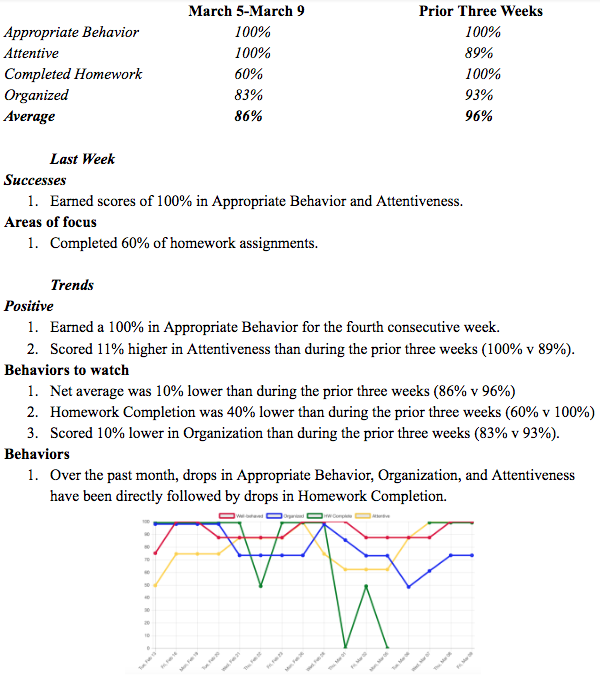 March 5-March 9 Prior Three Weeks
Appropriate Behavior 100% 100%
Attentive 100% 89%
Completed Homework 60% 100%
Organized 83% 93%
Average 86% 96%
Last Week
Successes
1. Earned scores of 100% in Appropriate Behavior and Attentiveness.
Areas of focus
1. Completed 60% of homework assignments.
Trends
Positive
1. Earned a 100% in Appropriate Behavior for the fourth consecutive week.
2. Scored 11% higher in Attentiveness than during the prior three weeks (100% v 89%).
Behaviors to watch
1. Net average was 10% lower than during the prior three weeks (86% v 96%)
2. Homework Completion was 40% lower than during the prior three weeks (60% v 100%)
3. Scored 10% lower in Organization than during the prior three weeks (83% v 93%).
Behaviors
1. Over the past month, drops in Appropriate Behavior, Organization, and Attentiveness
have been directly followed by drops in Homework Completion.
Well-behaved Organized HW Complete Attentive
100
90
80
70
60
50
40
30
20
10
0